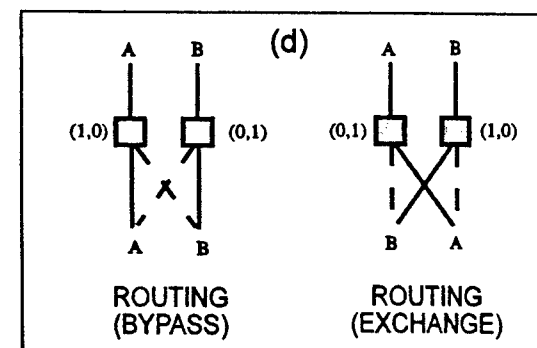 (d)
A B A B
(1,0) (0,1) (0,1) (1,0)
A B B A
ROUTING ROUTING
(BYPASS) (EXCHANGE)